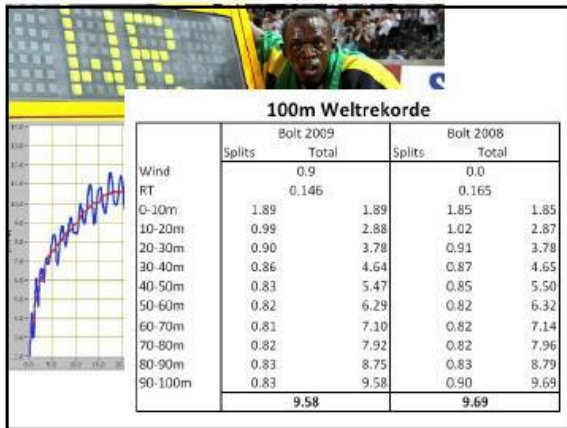 WR
100m Weltrekorde
Bolt 2009 Bolt 2008
Splits Total Splits Total
Wind 0.9 0.0
RT 0.146 0.165
0-10m 1.89 1.89 1.85 1.85
10-20m 0.99 2.88 1.02 2.87
20-30m 0.90 3.78 0.91 3.78
30-40m 0.86 4.64 0.87 4.65
40-50m 0.83 5.47 0.85 5.50
50-60m 0.82 6.29 0.82 6.32
60-70m 0.81 7.10 0.82 7.14
70-80m 0.82 7.92 0.82 7.96
80-90m 0.83 8.75 0.83 8.79
90-100m 0.83 9.58 0.90 9.69
9.58 9.69